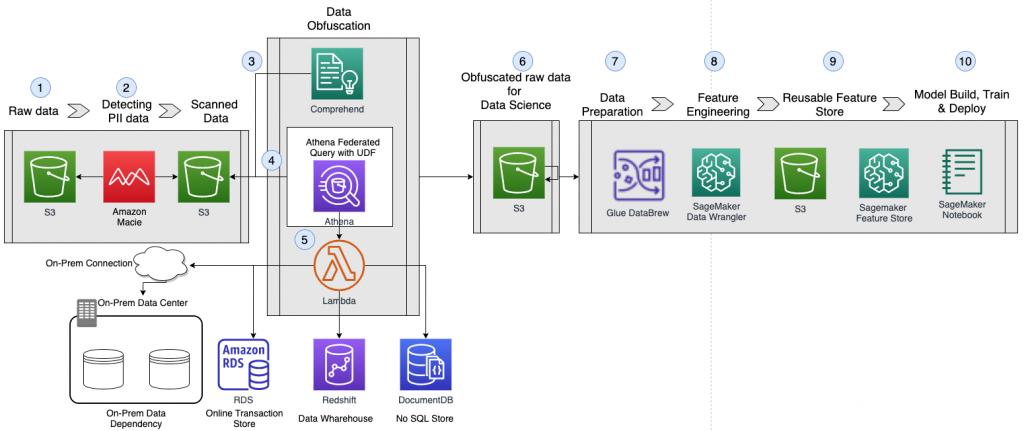 Data
Obfuscation
1
2
3
6
7
8
9
10
Raw data
Detecting
PII data
Scanned
Data
Obfuscated raw data
for
Data Science
Data
Preparation
Feature
Engineering
Reusable Feature
Store
Model Build, Train
& Deploy
Comprehend
4
Athena Federated
Query with UDF
Athena
S3
Amazon
Macie
S3
S3
Glue DataBrew
SageMaker
Data Wrangler
S3
Sagemaker
Feature Store
SageMaker
Notebook
5
Lambda
On-Prem Connection
On-Prem Data Center
Amazon
RDS
RDS
Online Transaction
Store
Redshift
Data Wharehouse
DocumentDB
No SQL Store
On-Prem Data
Dependency